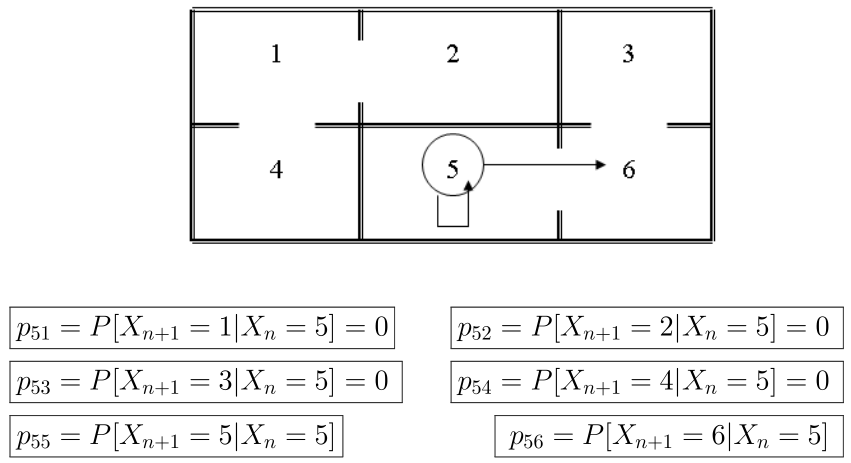 1 2 3
4 5 6
p_{51} = P[X_{n+1} = 1|X_n = 5] = 0 p_{52} = P[X_{n+1} = 2|X_n = 5] = 0
p_{53} = P[X_{n+1} = 3|X_n = 5] = 0 p_{54} = P[X_{n+1} = 4|X_n = 5] = 0
p_{55} = P[X_{n+1} = 5|X_n = 5] p_{56} = P[X_{n+1} = 6|X_n = 5]